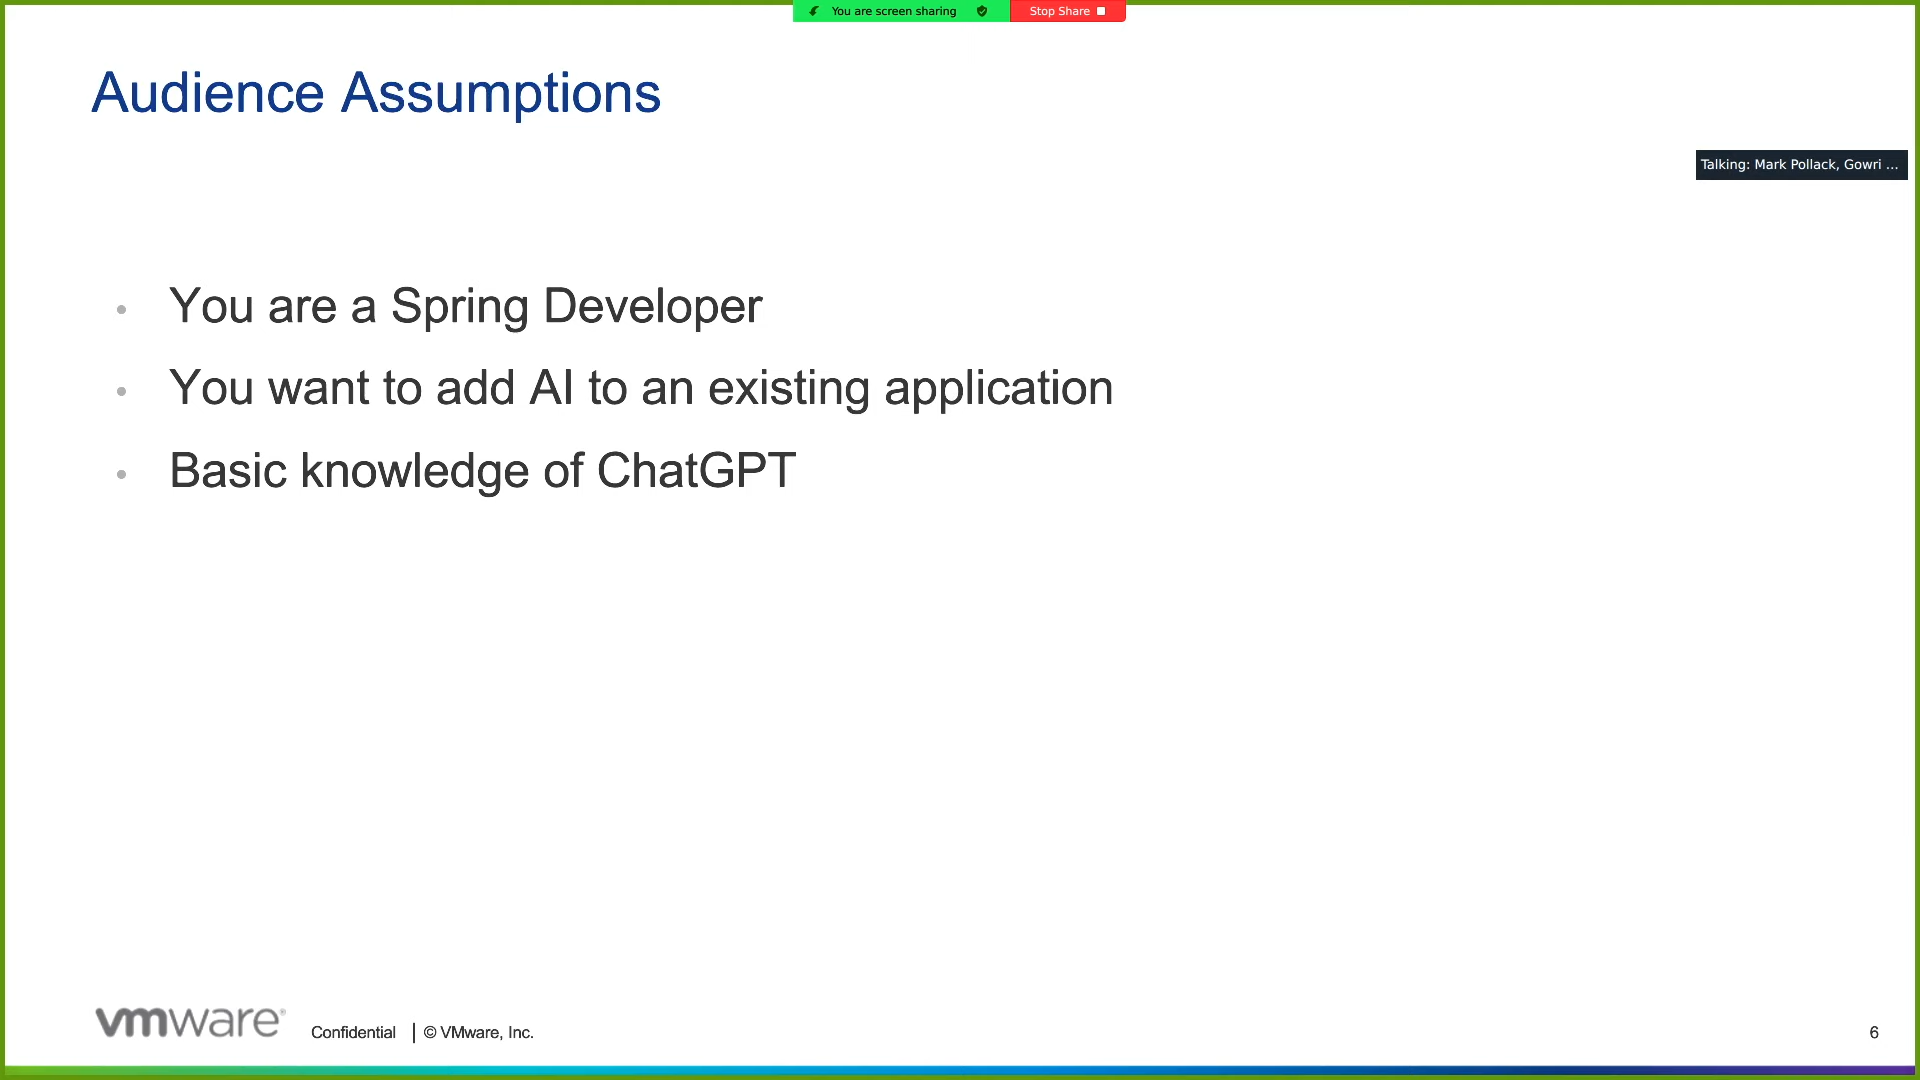 You are screen sharing
Stop Share
Audience Assumptions
Talking: Mark Pollack, Gowri ...
• You are a Spring Developer
• You want to add AI to an existing application
• Basic knowledge of ChatGPT
vmware®
Confidential | © VMware, Inc.
6